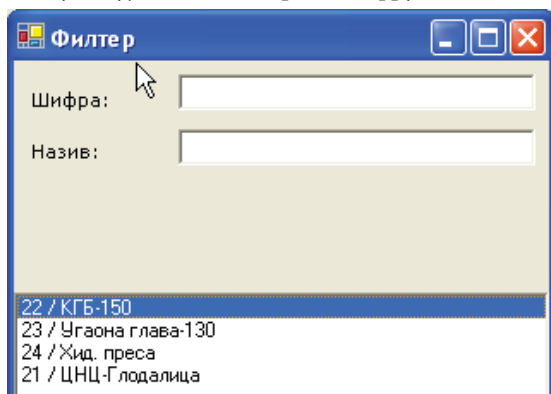 Филтер
Шифра:
Назив:
22 / КГБ-150
23 / Угаона глава-130
24 / Хид. преса
21 / ЦНЦ-Глодалица